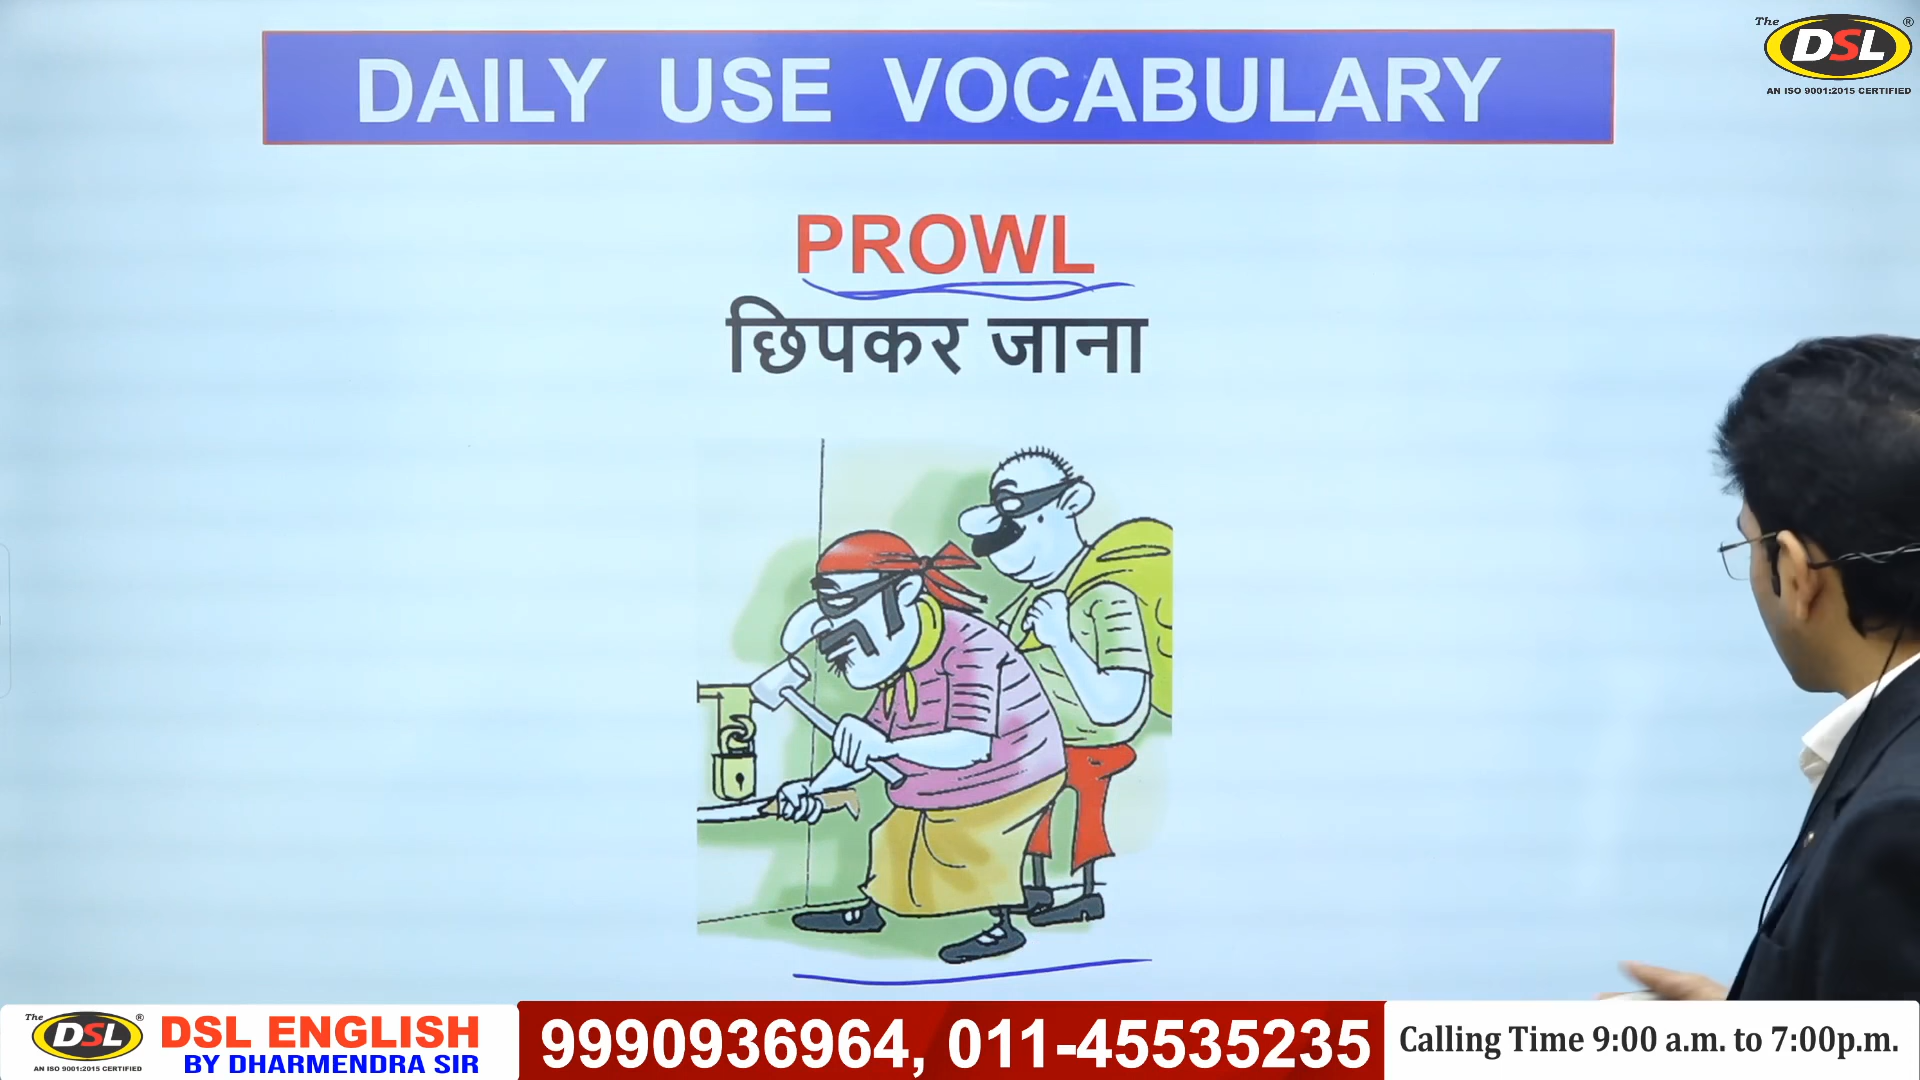 The DSL ®
AN ISO 9001:2015 CERTIFIED
DAILY USE VOCABULARY
PROWL
छिपकर जाना
The DSL ®
AN ISO 9001:2015 CERTIFIED
DSL ENGLISH
BY DHARMENDRA SIR
9990936964, 011-45535235
Calling Time 9:00 a.m. to 7:00p.m.